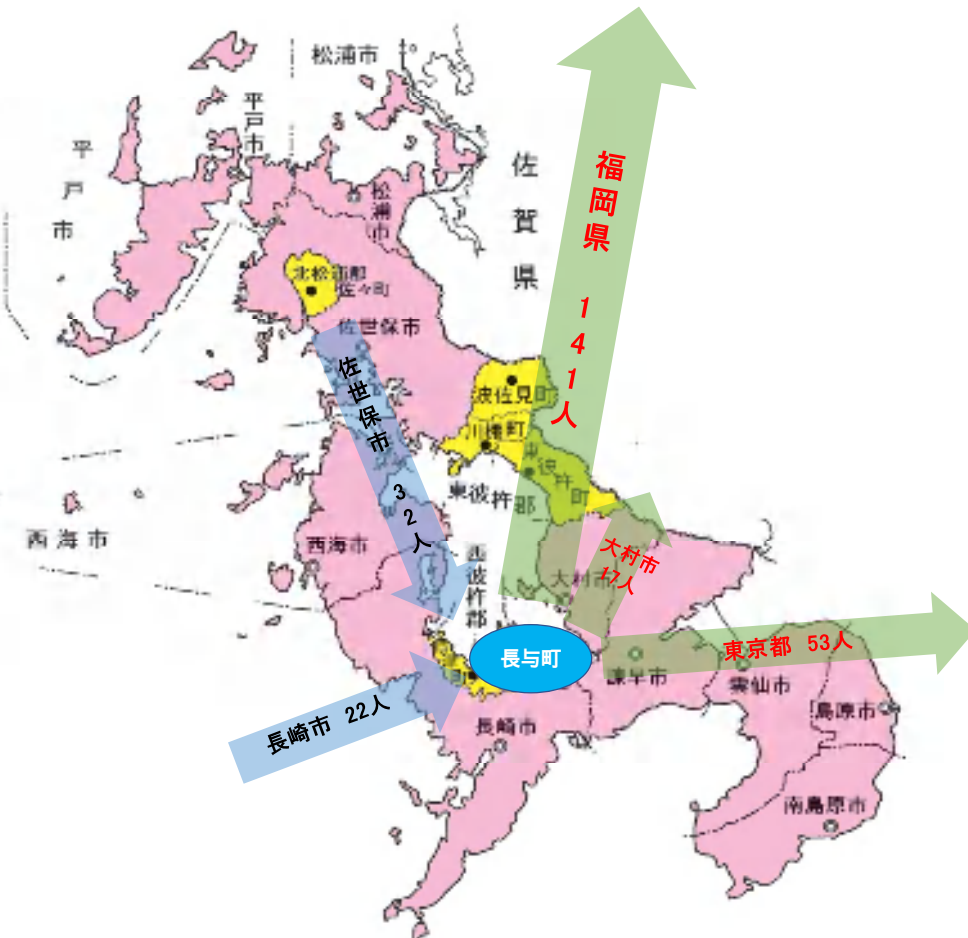 松浦市
平戸市
平戸市
佐賀県
松浦市
北松浦郡
佐々町
佐世保市
福岡県 141人
佐世保市 32人
波佐見町
川棚町
東彼杵町
東彼杵郡
西海市
西海市
西彼杵郡
大村市
大村市
17人
長与町
東京都 53人
諫早市
雲仙市
長崎市 22人
町
長崎市
島原市
南島原市